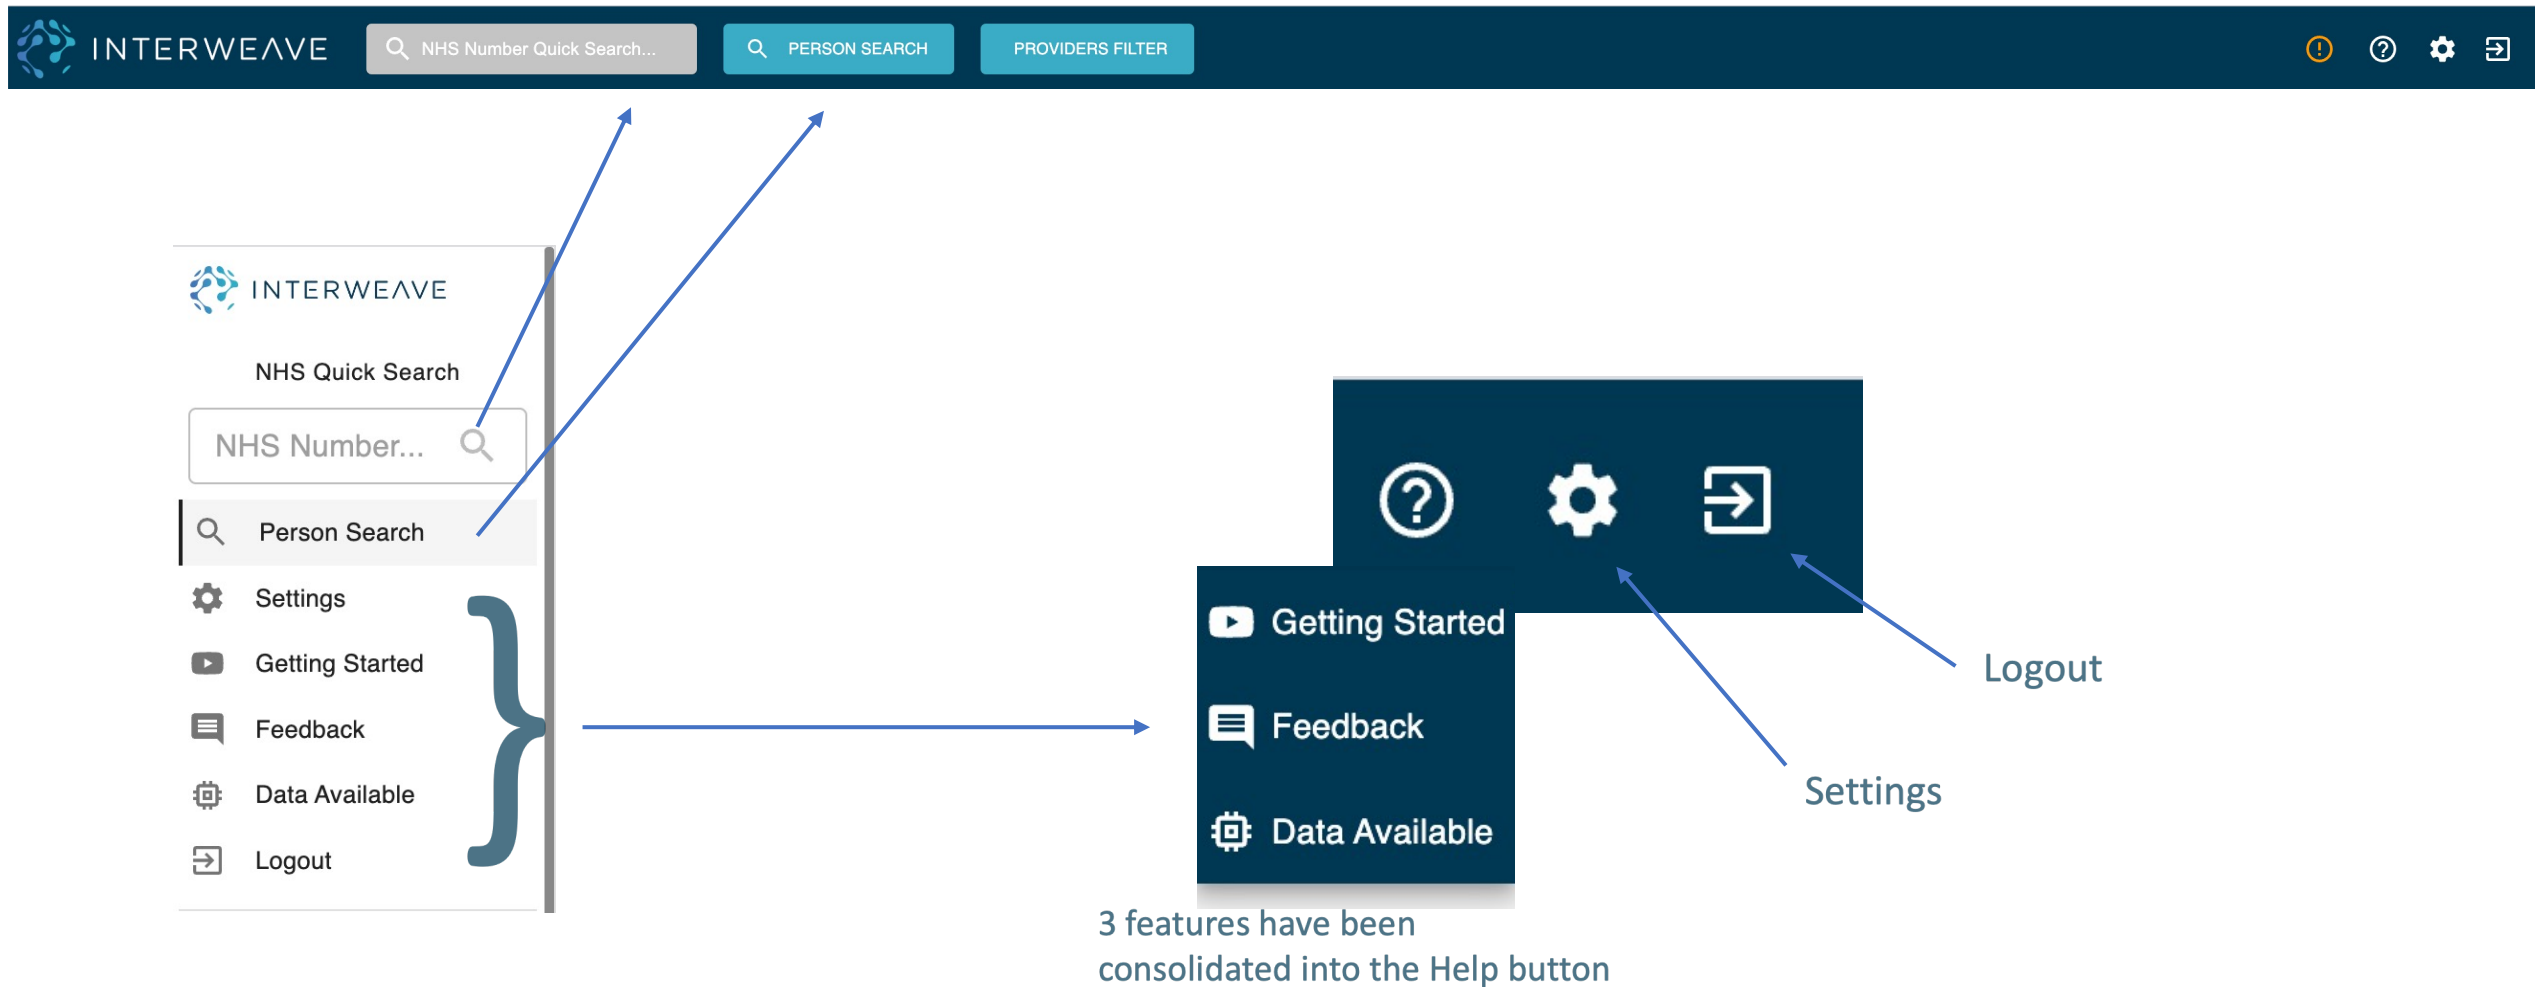 INTERWEAVE
NHS Number Quick Search...
PERSON SEARCH
PROVIDERS FILTER
INTERWEAVE
NHS Quick Search
NHS Number...
Person Search
Settings
Getting Started
Feedback
Data Available
Logout
Getting Started
Feedback
Data Available
Logout
Settings
3 features have been
consolidated into the Help button